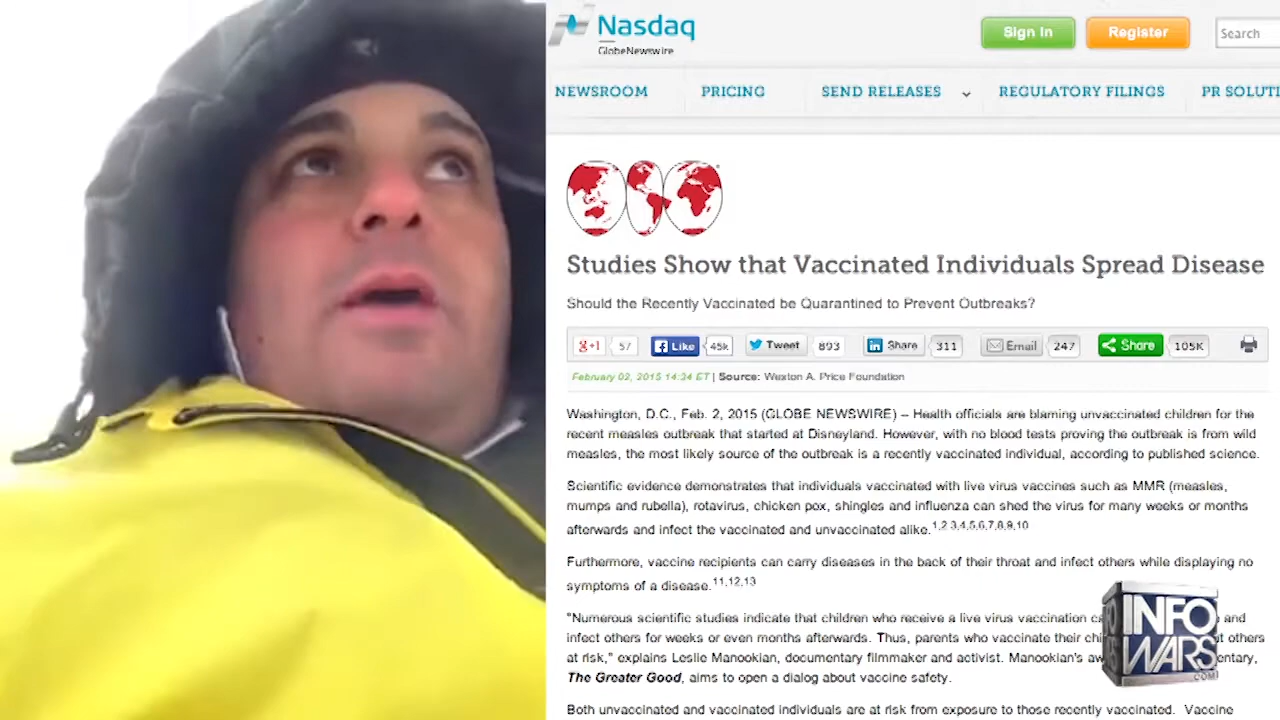 Nasdaq
GlobeNewswire
Sign In
Register
Search
NEWSROOM
PRICING
SEND RELEASES
REGULATORY FILINGS
PR SOLUTI
Studies Show that Vaccinated Individuals Spread Disease
Should the Recently Vaccinated be Quarantined to Prevent Outbreaks?
g+1 57 Like 45k Tweet 893 in Share 311 Email 247 Share 105K
February 02, 2015 14:34 ET | Source: Weston A. Price Foundation
Washington, D.C., Feb. 2, 2015 (GLOBE NEWSWIRE) -- Health officials are blaming unvaccinated children for the
recent measles outbreak that started at Disneyland. However, with no blood tests proving the outbreak is from wild
measles, the most likely source of the outbreak is a recently vaccinated individual, according to published science.
Scientific evidence demonstrates that individuals vaccinated with live virus vaccines such as MMR (measles,
mumps and rubella), rotavirus, chicken pox, shingles and influenza can shed the virus for many weeks or months
afterwards and infect the vaccinated and unvaccinated alike.1,2,3,4,5,6,7,8,9,10
Furthermore, vaccine recipients can carry diseases in the back of their throat and infect others while displaying no
symptoms of a disease.11,12,13
"Numerous scientific studies indicate that children who receive a live virus vaccination and
infect others for weeks or even months afterwards. Thus, parents who vaccinate their others
at risk," explains Leslie Manookian, documentary filmmaker and activist. Manookian's
The Greater Good, aims to open a dialog about vaccine safety.
Both unvaccinated and vaccinated individuals are at risk from exposure to those recently vaccinated. Vaccine
INFO
WARS
.COM